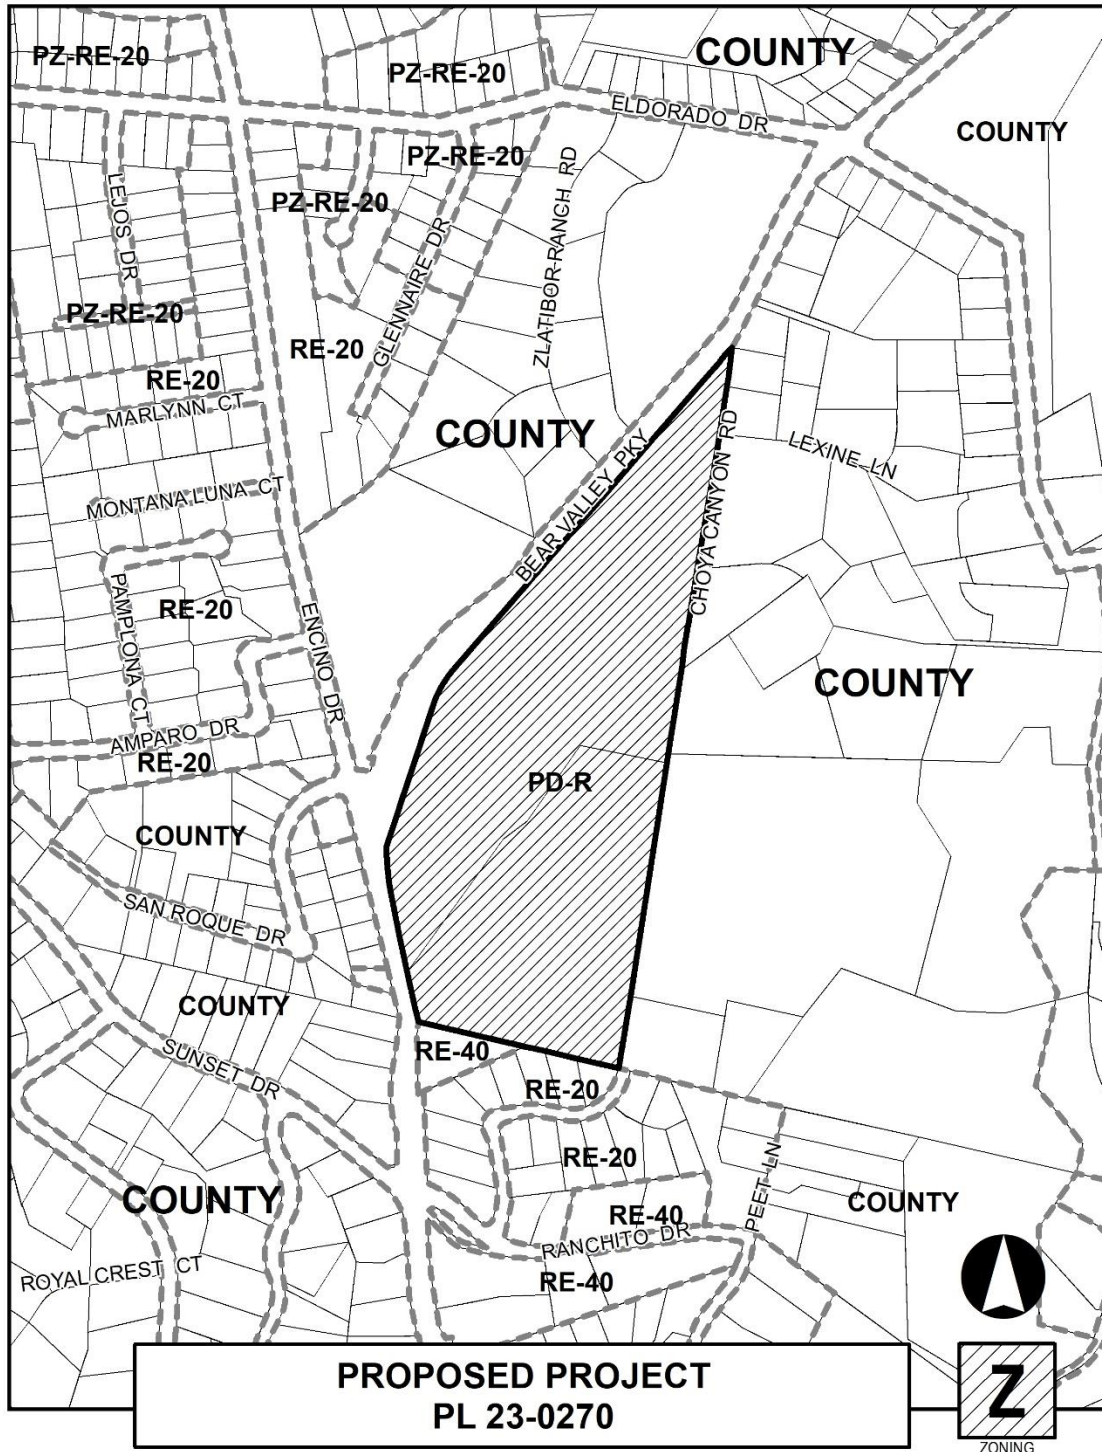 PZ-RE-20
PZ-RE-20
COUNTY
ELDORADO DR
COUNTY
PZ-RE-20
LEJOS DR
PZ-RE-20
ZLATIBOR RANCH RD
GLENNAIRE DR
PZ-RE-20
RE-20
RE-20
MARLYNN CT
COUNTY
LEXINE LN
BEAR VALLEY PKY
CHOYA CANYON RD
MONTANA LUNA CT
PAMPLONA CT
RE-20
ENCINO DR
COUNTY
AMPARO DR
RE-20
PD-R
COUNTY
SAN ROQUE DR
COUNTY
SUNSET DR
RE-40
RE-20
RE-20
COUNTY
PEET LN
COUNTY
RE-40
RANCHITO DR
ROYAL CREST CT
RE-40
PROPOSED PROJECT
PL 23-0270
Z
ZONING